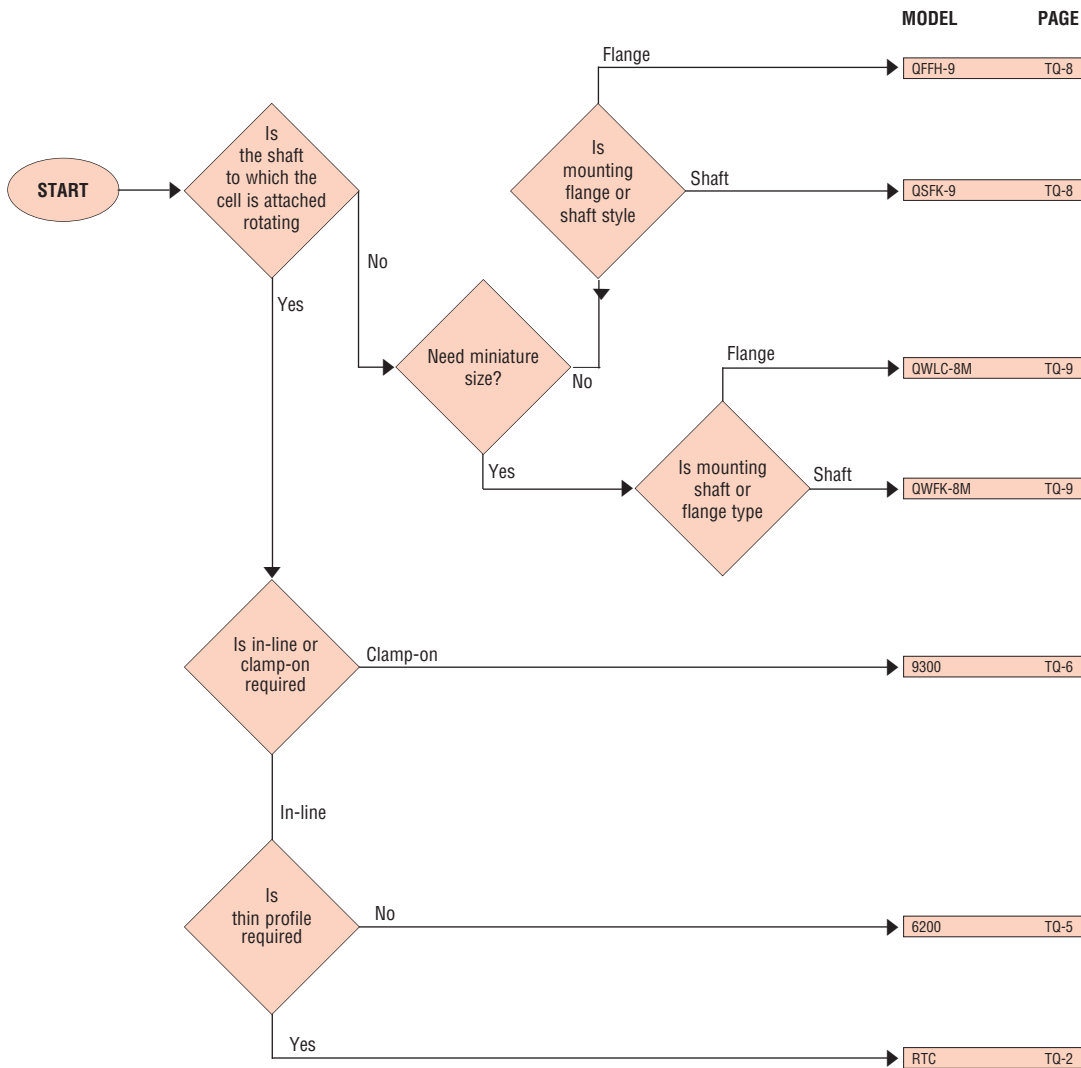 MODEL PAGE
Flange
QFFH-9 TQ-8
Is
the shaft
to which the
cell is attached
rotating
Is
mounting
flange or
shaft style
START
Shaft
QSFK-9 TQ-8
No
Yes
Need miniature
size?
No
Flange
QWLC-8M TQ-9
Yes
Is mounting
shaft or
flange type
Shaft
QWFK-8M TQ-9
Is in-line or
clamp-on
required
Clamp-on
9300 TQ-6
In-line
Is
thin profile
required
No
6200 TQ-5
Yes
RTC TQ-2